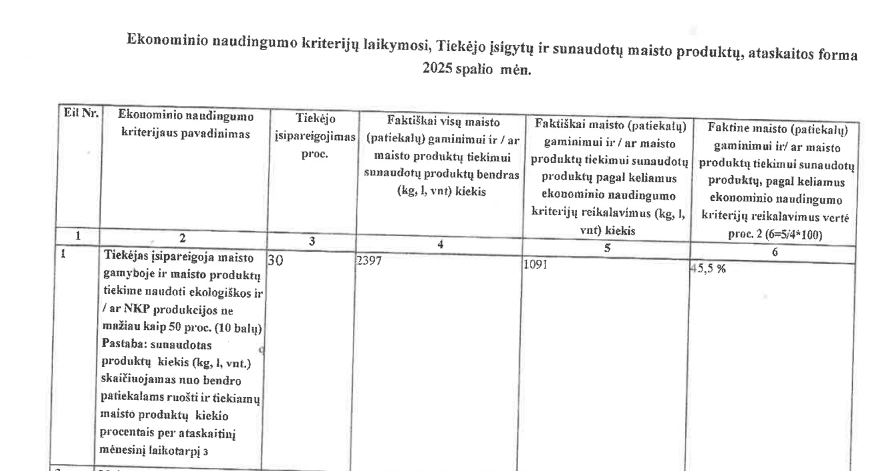 Ekonominio naudingumo kriterijų laikymosi, Tiekėjo įsigytų ir sunaudotų maisto produktų, ataskaitos forma
2025 spalio mėn.
Eil Nr.
Ekonominio naudingumo
kriterijaus pavadinimas
Tiekėjo
įsipareigojimas
proc.
Faktiškai visų maisto
(patiekalų) gaminimui ir / ar
maisto produktų tiekimui
sunaudotų produktų bendras
(kg, l, vnt) kiekis
Faktiškai maisto (patiekalų)
gaminimui ir / ar maisto
produktų tiekimui sunaudotų
produktų pagal keliamus
ekonominio naudingumo
kriterijų reikalavimus (kg, l,
vnt) kiekis
Faktinė maisto (patiekalų)
gaminimui ir/ ar maisto
produktų tiekimui sunaudotų
produktų, pagal keliamus
ekonominio naudingumo
kriterijų reikalavimus vertė
proc. 2 (6=5/4*100)
1
2
3
4
5
6
1
Tiekėjas įsipareigoja maisto
gamyboje ir maisto produktų
tiekime naudoti ekologiškos ir
/ ar NKP produkcijos ne
mažiau kaip 50 proc. (10 balų)
Pastaba: sunaudotas
produktų kiekis (kg, l, vnt.)
skaičiuojamas nuo bendro
patiekalams ruošti ir tiekiamų
maisto produktų kiekio
procentais per ataskaitinį
mėnesinį laikotarpį 3
30
2397
1091
45,5 %